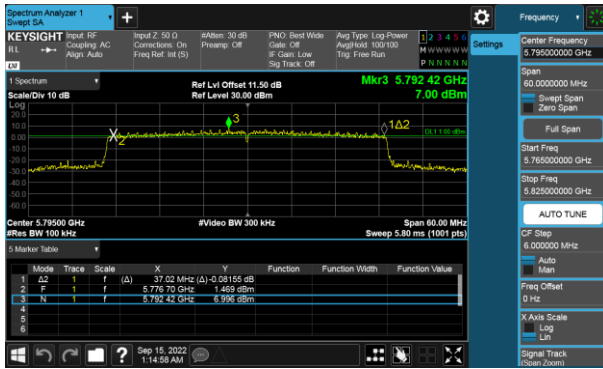 Spectrum Analyzer 1
Swept SA
+
Frequency
KEYSIGHT
RL
Input: RF
Coupling: AC
Align: Auto
Input Z: 50 Ω
Corrections: On
Freq Ref: Int (S)
#Atten: 30 dB
Preamp: Off
PNO: Best Wide
Gate: Off
IF Gain: Low
Sig Track: Off
Avg Type: Log-Power
Avg|Hold: 100/100
Trig: Free Run
1 2 3 4 5 6
M W W W W W
P N N N N N
Settings
1 Spectrum
Scale/Div 10 dB
Ref Lvl Offset 11.50 dB
Ref Level 30.00 dBm
Mkr3 5.792 42 GHz
7.00 dBm
Log
20.0
10.0
0.00
-10.0
-20.0
-30.0
-40.0
-50.0
-60.0
2
3
1Δ2
DL1 1.00 dBm
Center 5.79500 GHz
#Res BW 100 kHz
#Video BW 300 kHz
Span 60.00 MHz
Sweep 5.80 ms (1001 pts)
5 Marker Table
Mode Trace Scale X Y Function Function Width Function Value
1 Δ2 1 f (Δ) 37.02 MHz (Δ) -0.08155 dB
2 F 1 f 5.776 70 GHz 1.469 dBm
3 N 1 f 5.792 42 GHz 6.996 dBm
4
5
6
Sep 15, 2022
1:14:58 AM
?
Center Frequency
5.795000000 GHz
Span
60.0000000 MHz
Swept Span
Zero Span
Full Span
Start Freq
5.765000000 GHz
Stop Freq
5.825000000 GHz
AUTO TUNE
CF Step
6.000000 MHz
Auto
Man
Freq Offset
0 Hz
X Axis Scale
Log
Lin
Signal Track
(Span Zoom)